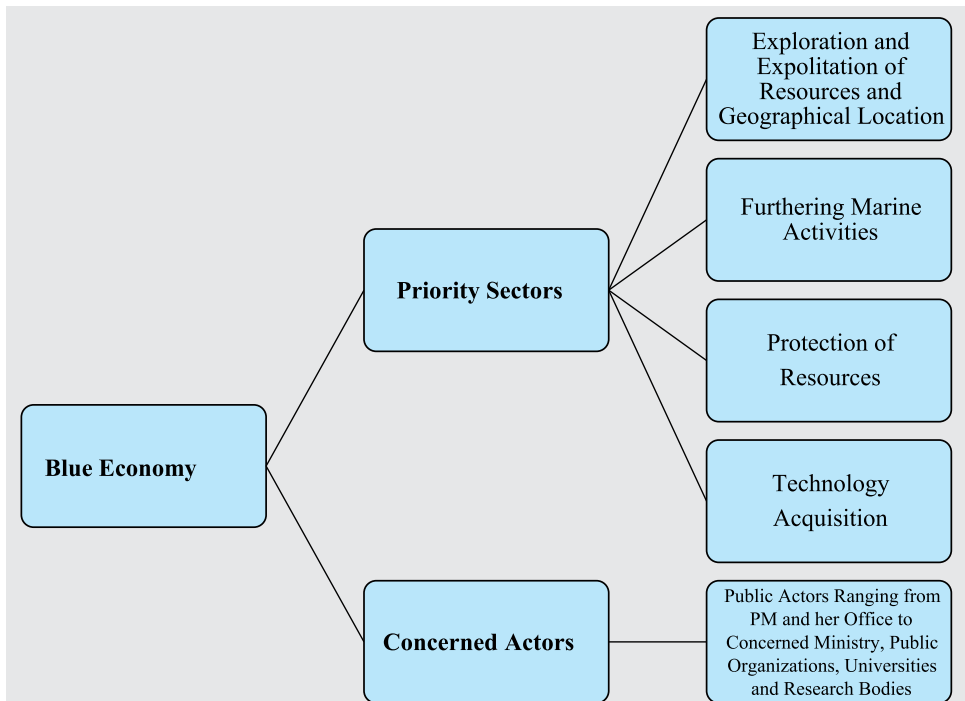 Blue Economy
Priority Sectors
Concerned Actors
Exploration and
Expolitation of
Resources and
Geographical Location
Furthering Marine
Activities
Protection of
Resources
Technology
Acquisition
Public Actors Ranging from
PM and her Office to
Concerned Ministry, Public
Organizations, Universities
and Research Bodies